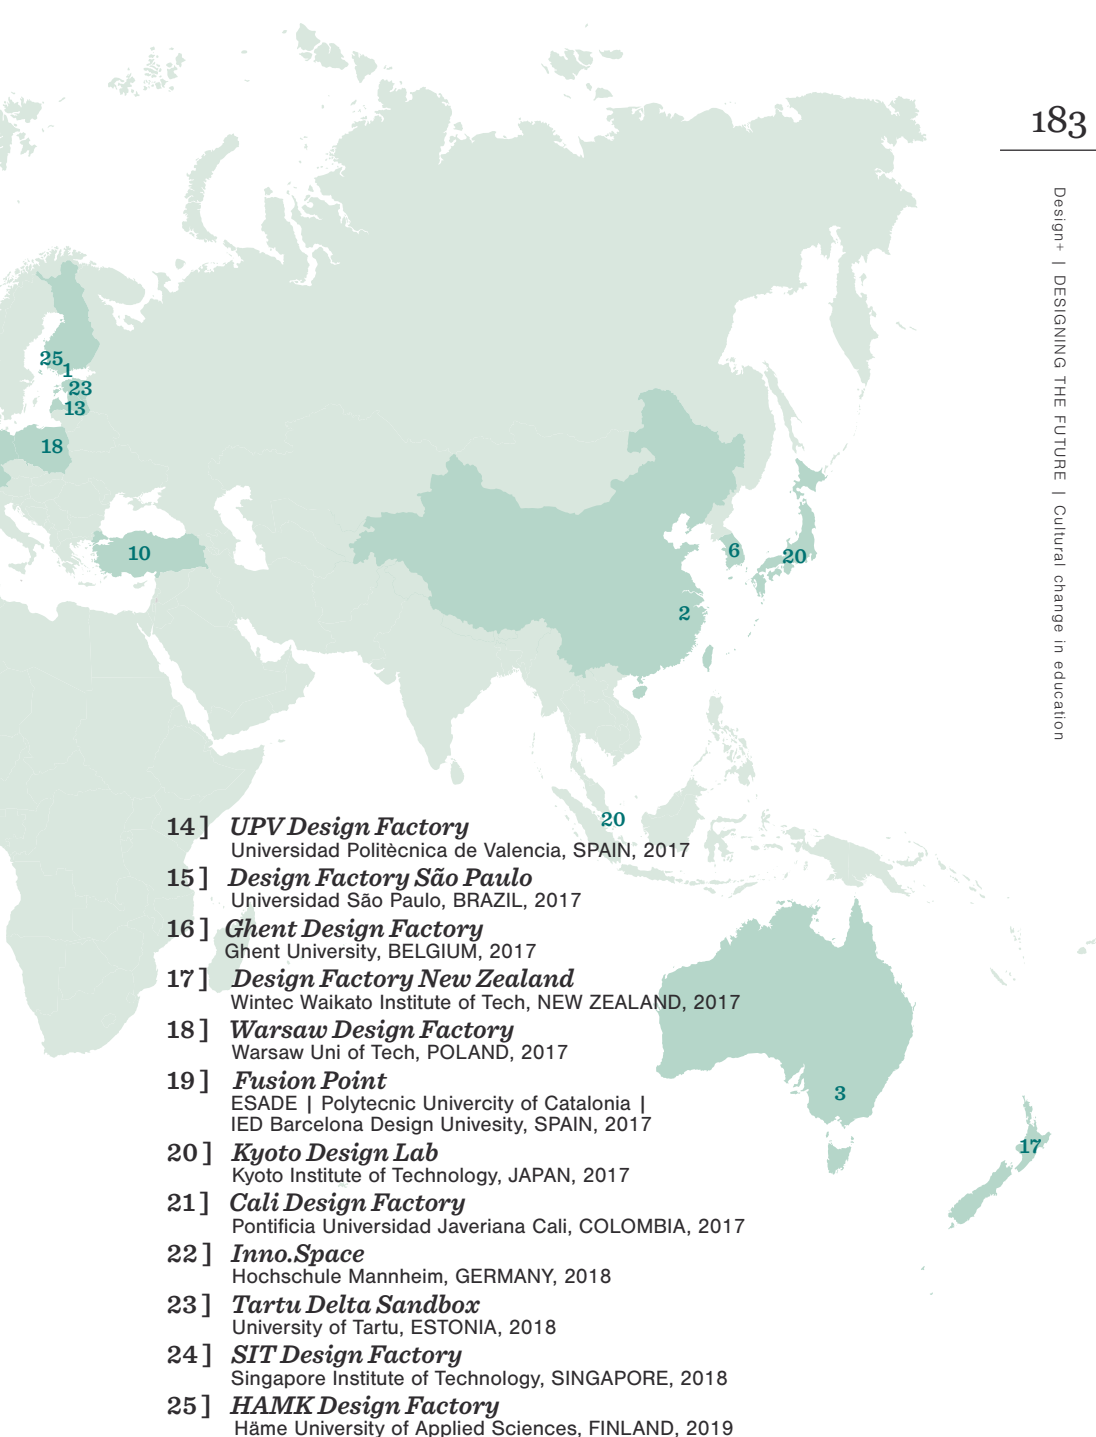 183
Design+ | DESIGNING THE FUTURE | Cultural change in education
25
1
23
13
18
10
6
20
2
20
3
17
14] UPV Design Factory
Universidad Politècnica de Valencia, SPAIN, 2017
15] Design Factory São Paulo
Universidad São Paulo, BRAZIL, 2017
16] Ghent Design Factory
Ghent University, BELGIUM, 2017
17] Design Factory New Zealand
Wintec Waikato Institute of Tech, NEW ZEALAND, 2017
18] Warsaw Design Factory
Warsaw Uni of Tech, POLAND, 2017
19] Fusion Point
ESADE | Polytecnic Univercity of Catalonia |
IED Barcelona Design Univesity, SPAIN, 2017
20] Kyoto Design Lab
Kyoto Institute of Technology, JAPAN, 2017
21] Cali Design Factory
Pontificia Universidad Javeriana Cali, COLOMBIA, 2017
22] Inno.Space
Hochschule Mannheim, GERMANY, 2018
23] Tartu Delta Sandbox
University of Tartu, ESTONIA, 2018
24] SIT Design Factory
Singapore Institute of Technology, SINGAPORE, 2018
25] HAMK Design Factory
Häme University of Applied Sciences, FINLAND, 2019